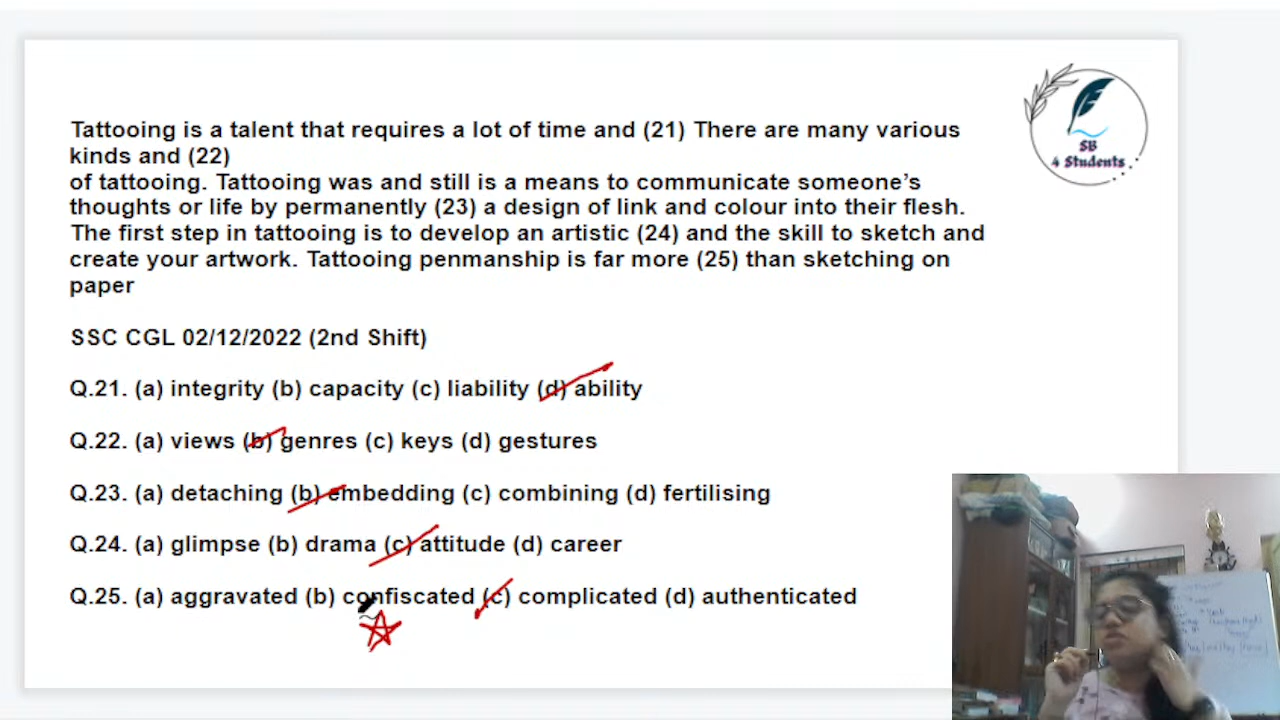 Tattooing is a talent that requires a lot of time and (21) There are many various
kinds and (22)
of tattooing. Tattooing was and still is a means to communicate someone's
thoughts or life by permanently (23) a design of link and colour into their flesh.
The first step in tattooing is to develop an artistic (24) and the skill to sketch and
create your artwork. Tattooing penmanship is far more (25) than sketching on
paper
SB
4 Students
SSC CGL 02/12/2022 (2nd Shift)
Q.21. (a) integrity (b) capacity (c) liability (d) ability
Q.22. (a) views (b) genres (c) keys (d) gestures
Q.23. (a) detaching (b) embedding (c) combining (d) fertilising
Q.24. (a) glimpse (b) drama (c) attitude (d) career
Q.25. (a) aggravated (b) confiscated (c) complicated (d) authenticated